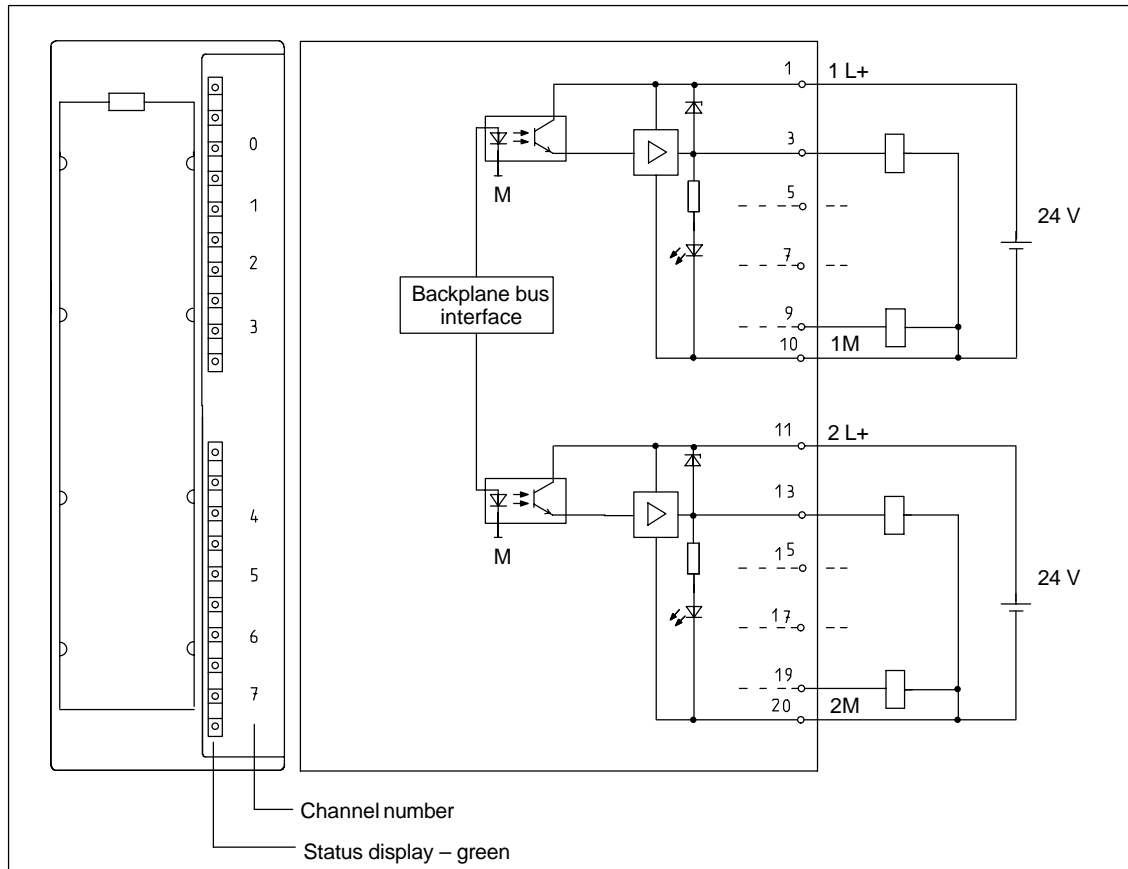 0
1
2
3
4
5
6
7
Channel number
Status display – green
Backplane bus
interface
M
M
1 1 L+
3
5
7
9
10 1M
24 V
11 2 L+
13
15
17
19
20 2M
24 V